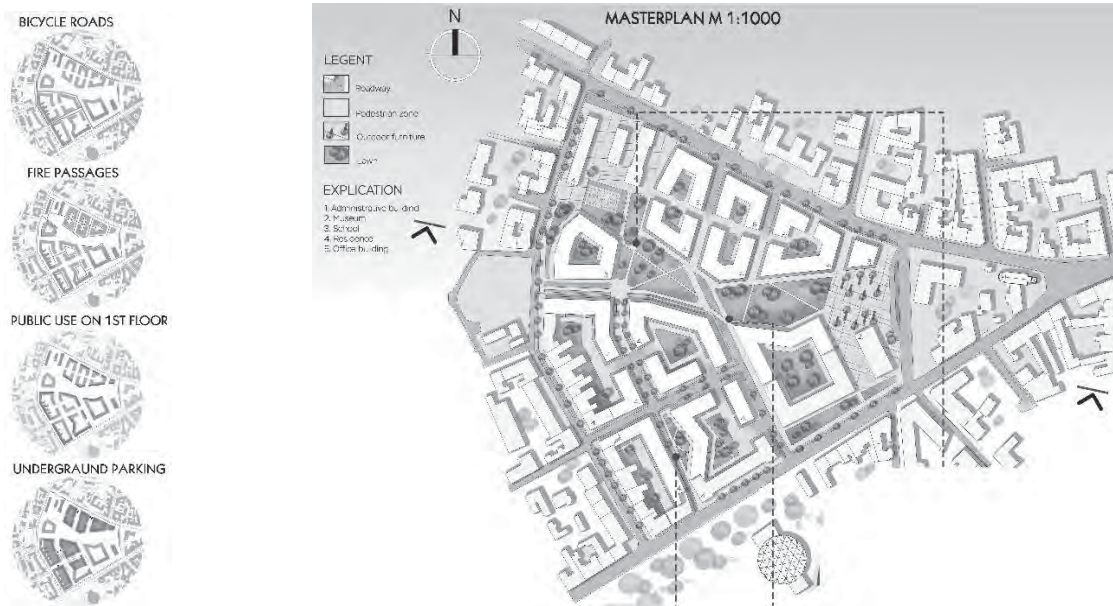 BICYCLE ROADS
FIRE PASSAGES
PUBLIC USE ON 1ST FLOOR
UNDERGRAUND PARKING
N
MASTERPLAN M 1:1000
LEGENT
Roadway
Pedestrian zone
Outdoor furniture
Lawn
EXPLICATION
1. Administrative buildind
2. Museum
3. School
4. Residence
5. Office building